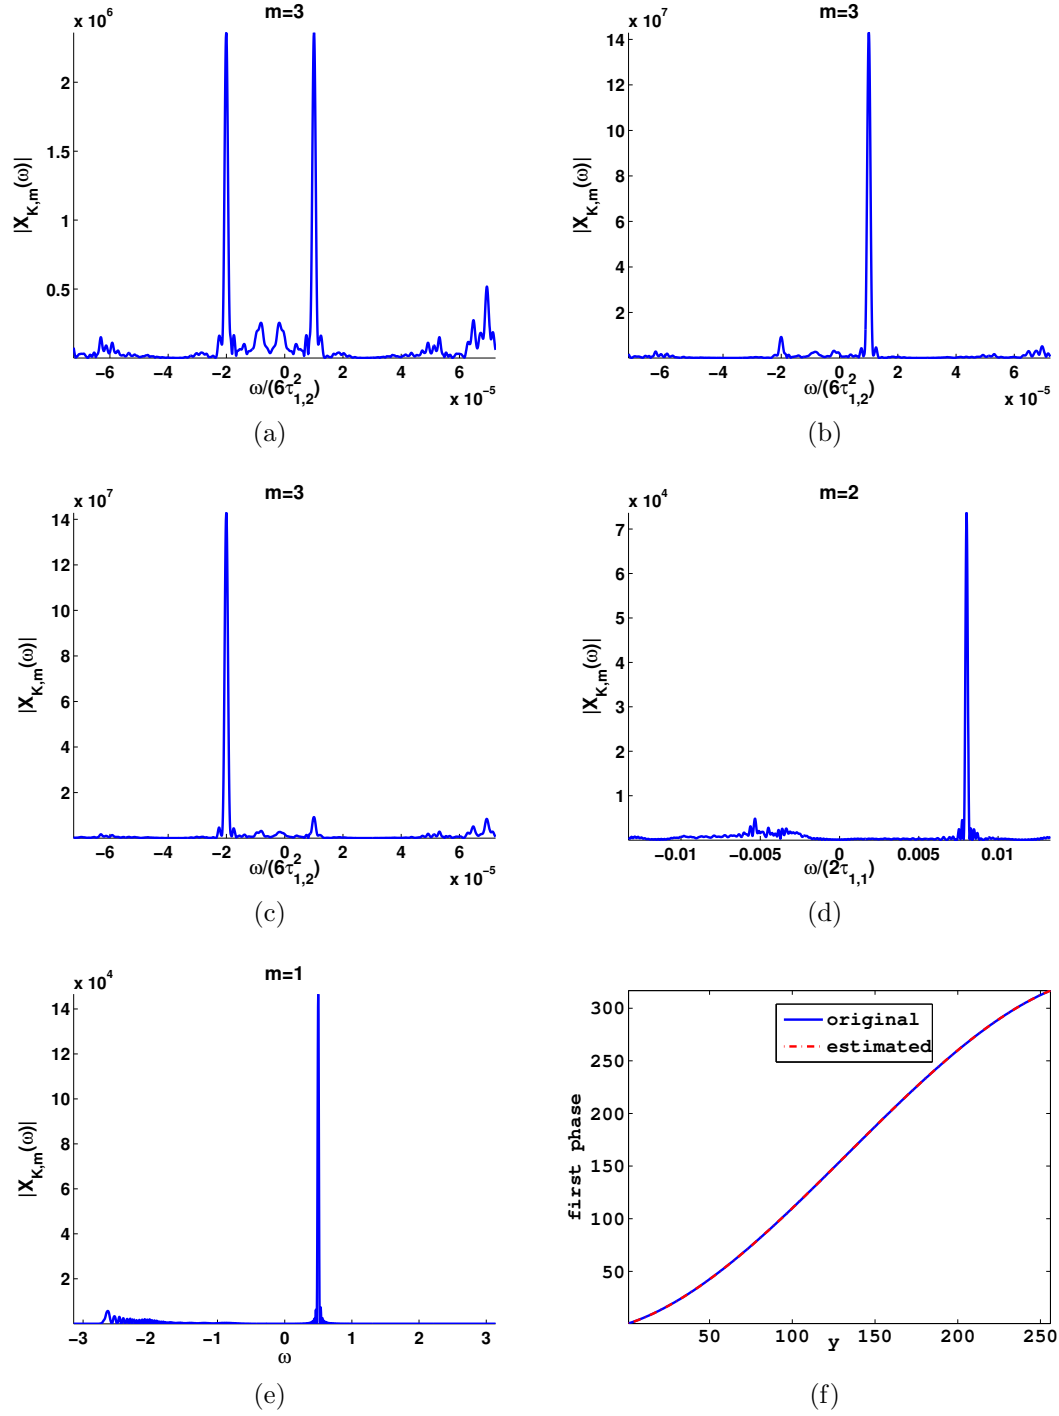 x 10^6
m=3
2
1.5
1
0.5
|X_{K,m}(ω)|
−6 −4 −2 0 2 4 6
ω/(6τ²_{1,2})
x 10^{−5}
(a)
x 10^7
m=3
14
12
10
8
6
4
2
|X_{K,m}(ω)|
−6 −4 −2 0 2 4 6
ω/(6τ²_{1,2})
x 10^{−5}
(b)
x 10^7
m=3
14
12
10
8
6
4
2
|X_{K,m}(ω)|
−6 −4 −2 0 2 4 6
ω/(6τ²_{1,2})
x 10^{−5}
(c)
x 10^4
m=2
7
6
5
4
3
2
1
|X_{K,m}(ω)|
−0.01 −0.005 0 0.005 0.01
ω/(2τ_{1,1})
(d)
x 10^4
m=1
14
12
10
8
6
4
2
|X_{K,m}(ω)|
−3 −2 −1 0 1 2 3
ω
(e)
300
250
200
150
100
50
first phase
original
estimated
50 100 150 200 250
y
(f)